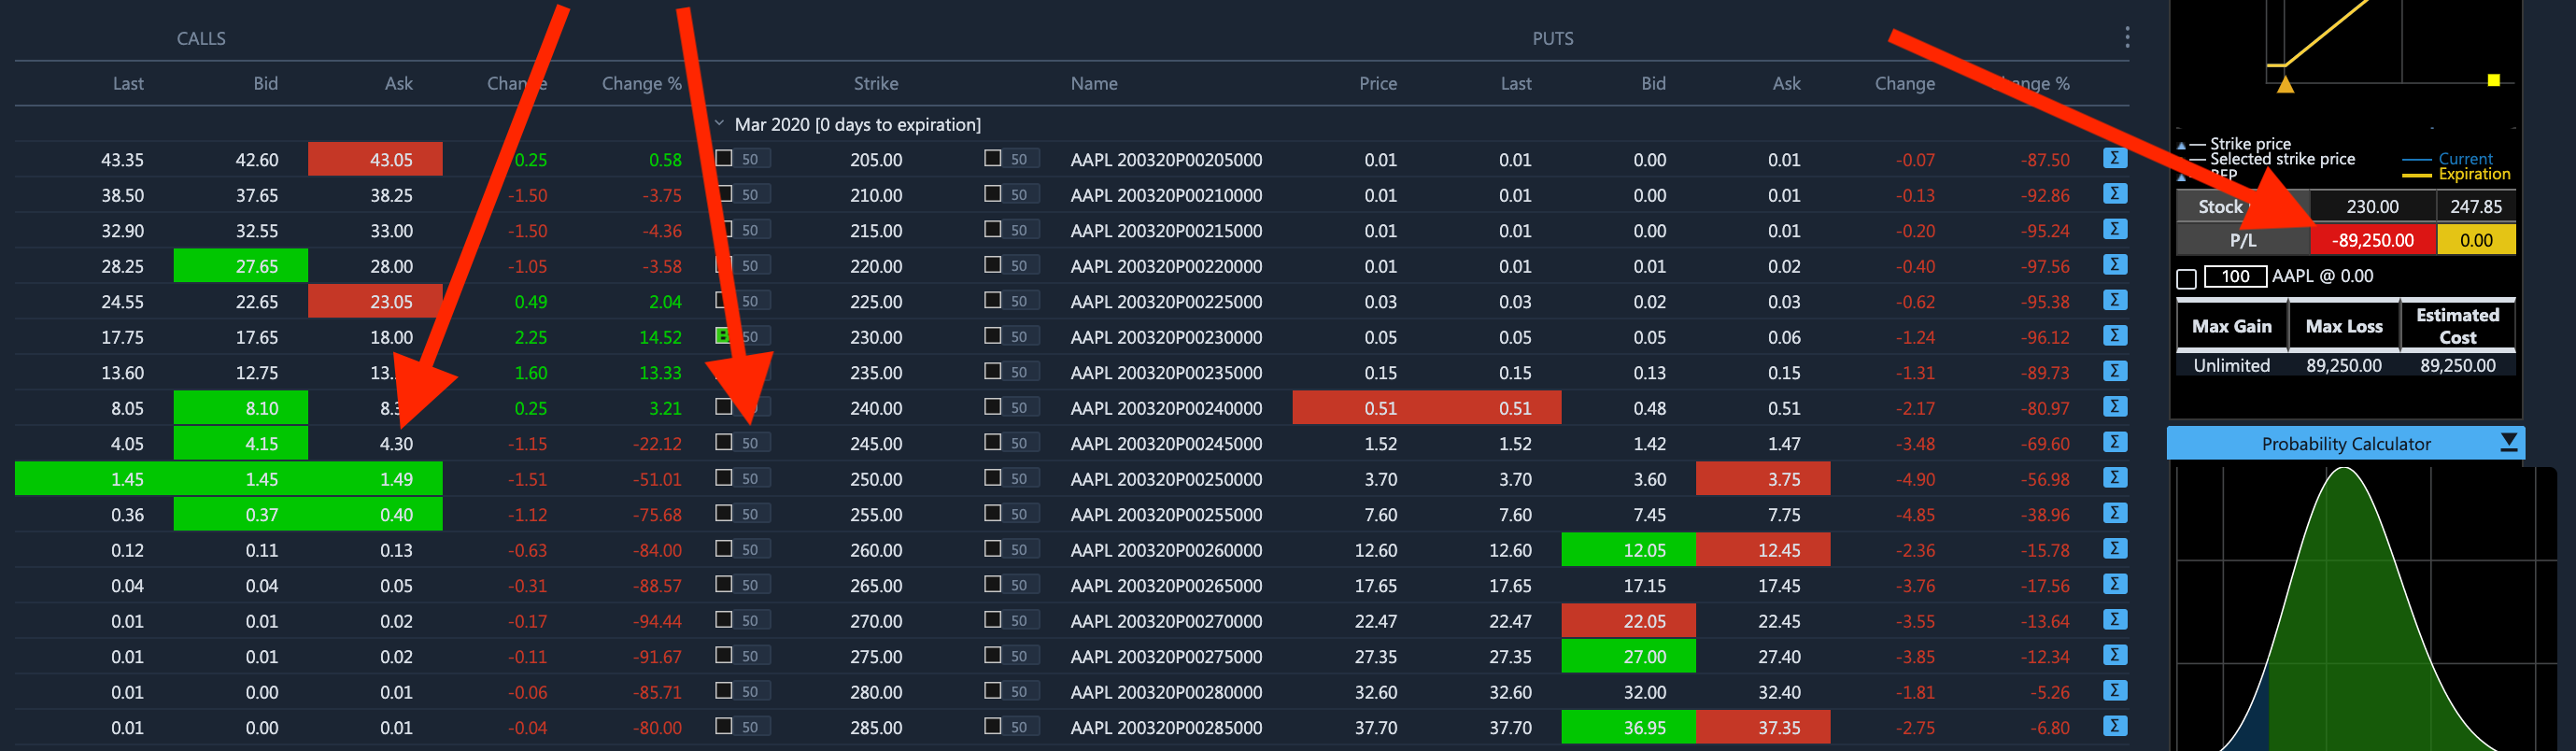 CALLS PUTS
Last Bid Ask Change Change % Strike Name Price Last Bid Ask Change %
Mar 2020 [0 days to expiration]
43.35 42.60 43.05 0.25 0.58 50 205.00 50 AAPL 200320P00205000 0.01 0.01 0.00 0.01 -0.07 -87.50 Σ
38.50 37.65 38.25 -1.50 -3.75 50 210.00 50 AAPL 200320P00210000 0.01 0.01 0.00 0.01 -0.13 -92.86 Σ
32.90 32.55 33.00 -1.50 -4.36 50 215.00 50 AAPL 200320P00215000 0.01 0.01 0.00 0.01 -0.20 -95.24 Σ
28.25 27.65 28.00 -1.05 -3.58 50 220.00 50 AAPL 200320P00220000 0.01 0.01 0.01 0.02 -0.40 -97.56 Σ
24.55 22.65 23.05 0.49 2.04 50 225.00 50 AAPL 200320P00225000 0.03 0.03 0.02 0.03 -0.62 -95.38 Σ
17.75 17.65 18.00 2.25 14.52 B 50 230.00 50 AAPL 200320P00230000 0.05 0.05 0.05 0.06 -1.24 -96.12 Σ
13.60 12.75 1.60 13.33 235.00 50 AAPL 200320P00235000 0.15 0.15 0.13 0.15 -1.31 -89.73 Σ
8.05 8.10 0.25 3.21 240.00 50 AAPL 200320P00240000 0.51 0.51 0.48 0.51 -2.17 -80.97 Σ
4.05 4.15 4.30 -1.15 -22.12 50 245.00 50 AAPL 200320P00245000 1.52 1.52 1.42 1.47 -3.48 -69.60 Σ
1.45 1.45 1.49 -1.51 -51.01 50 250.00 50 AAPL 200320P00250000 3.70 3.70 3.60 3.75 -4.90 -56.98 Σ
0.36 0.37 0.40 -1.12 -75.68 50 255.00 50 AAPL 200320P00255000 7.60 7.60 7.45 7.75 -4.85 -38.96 Σ
0.12 0.11 0.13 -0.63 -84.00 50 260.00 50 AAPL 200320P00260000 12.60 12.60 12.05 12.45 -2.36 -15.78 Σ
0.04 0.04 0.05 -0.31 -88.57 50 265.00 50 AAPL 200320P00265000 17.65 17.65 17.15 17.45 -3.76 -17.56 Σ
0.01 0.01 0.02 -0.17 -94.44 50 270.00 50 AAPL 200320P00270000 22.47 22.47 22.05 22.45 -3.55 -13.64 Σ
0.01 0.01 0.02 -0.11 -91.67 50 275.00 50 AAPL 200320P00275000 27.35 27.35 27.00 27.40 -3.85 -12.34 Σ
0.01 0.00 0.01 -0.06 -85.71 50 280.00 50 AAPL 200320P00280000 32.60 32.60 32.00 32.40 -1.81 -5.26 Σ
0.01 0.00 0.01 -0.04 -80.00 50 285.00 50 AAPL 200320P00285000 37.70 37.70 36.95 37.35 -2.75 -6.80 Σ
Strike price
Selected strike price Current
BEP Expiration
Stock 230.00 247.85
P/L -89,250.00 0.00
100 AAPL @ 0.00
Max Gain Max Loss Estimated Cost
Unlimited 89,250.00 89,250.00
Probability Calculator